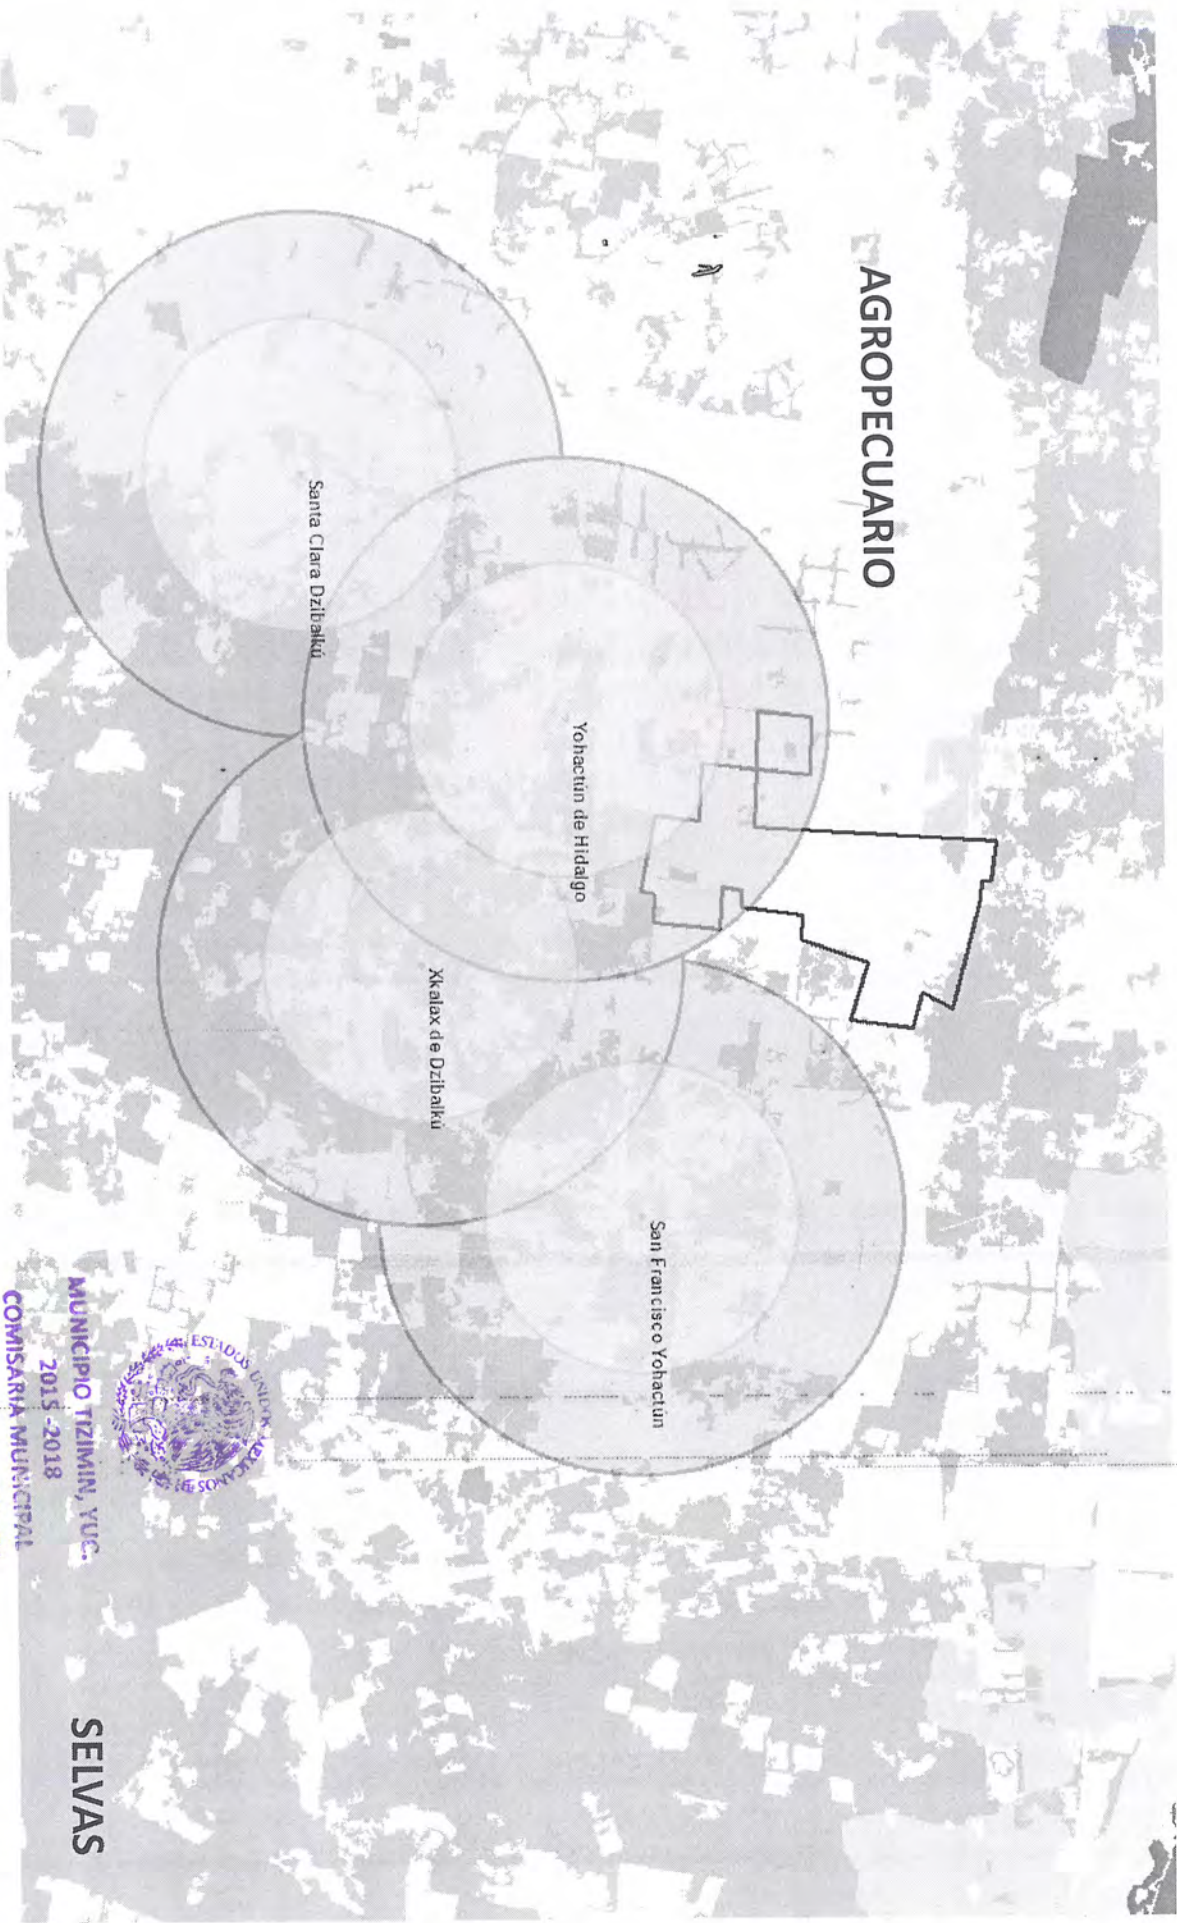 AGROPECUARIO
Santa Clara Dzibalkú
Yohactún de Hidalgo
Xkalax de Dzibalkú
San Francisco Yohactún
ESTADOS UNIDOS MEXICANOS
MUNICIPIO TIZIMIN, YUC.
2015 -2018
COMISARIA MUNICIPAL
SELVAS